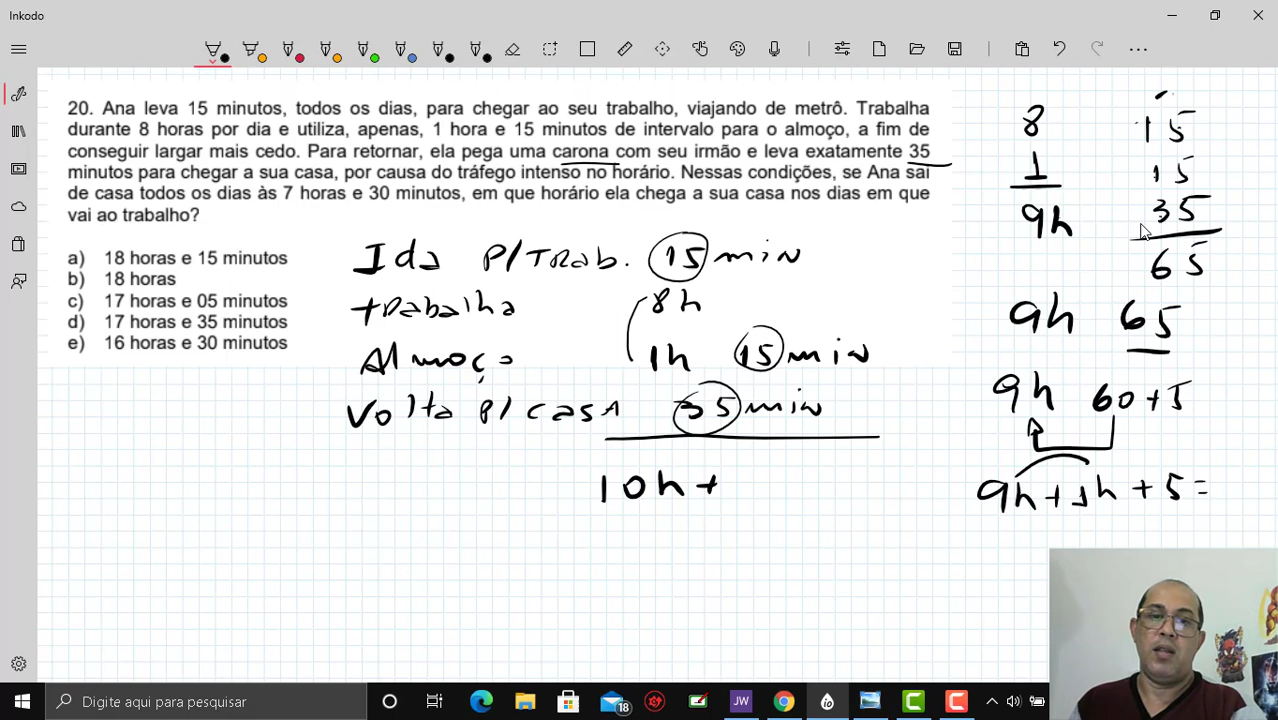 Inkodo
20. Ana leva 15 minutos, todos os dias, para chegar ao seu trabalho, viajando de metrô. Trabalha
durante 8 horas por dia e utiliza, apenas, 1 hora e 15 minutos de intervalo para o almoço, a fim de
conseguir largar mais cedo. Para retornar, ela pega uma carona com seu irmão e leva exatamente 35
minutos para chegar a sua casa, por causa do tráfego intenso no horário. Nessas condições, se Ana sai
de casa todos os dias às 7 horas e 30 minutos, em que horário ela chega a sua casa nos dias em que
vai ao trabalho?
a) 18 horas e 15 minutos
b) 18 horas
c) 17 horas e 05 minutos
d) 17 horas e 35 minutos
e) 16 horas e 30 minutos
Ida P/TRAB. 15 min
trabalha 8h
Almoço 1h 15 min
Volta P/ casa 35 min
10h+
8 15
1 15
9h 35
65
9h 65
9h 60+5
9h+1h+5=
Digite aqui para pesquisar
18
JW